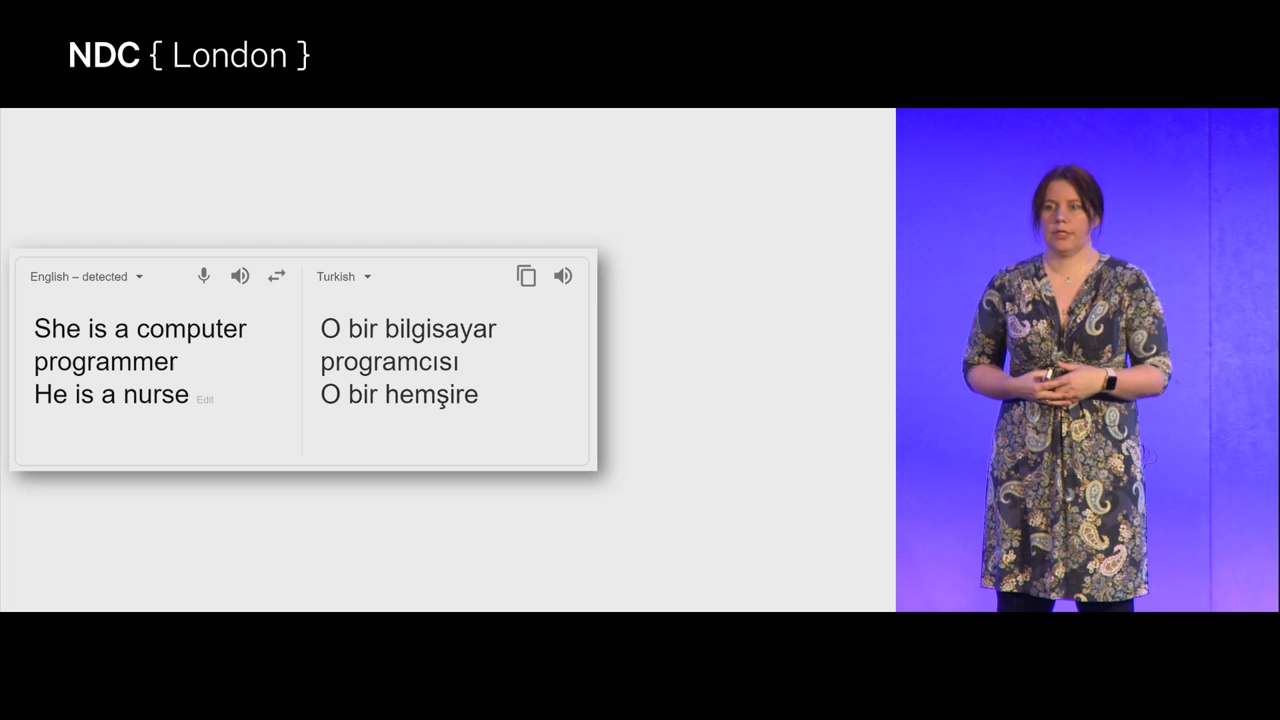 NDC { London }
English – detected
Turkish
She is a computer
programmer
He is a nurse Edit
O bir bilgisayar
programcısı
O bir hemşire